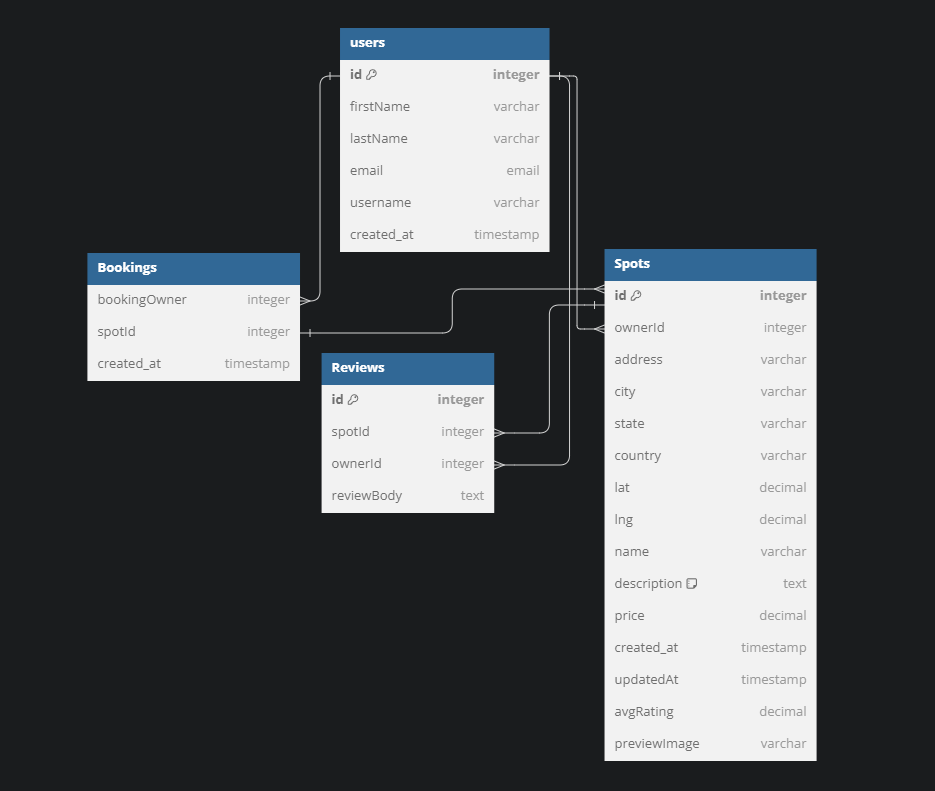 users
id integer
firstName varchar
lastName varchar
email email
username varchar
created_at timestamp
Bookings
bookingOwner integer
spotId integer
created_at timestamp
Reviews
id integer
spotId integer
ownerId integer
reviewBody text
Spots
id integer
ownerId integer
address varchar
city varchar
state varchar
country varchar
lat decimal
lng decimal
name varchar
description text
price decimal
created_at timestamp
updatedAt timestamp
avgRating decimal
previewImage varchar